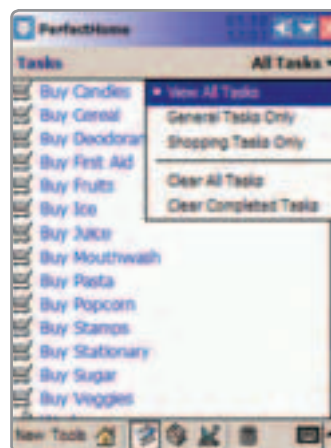 PerfectHome
Tasks All Tasks
Buy Candies
Buy Cereal
Buy Deodoran
Buy First Aid
Buy Fruits
Buy Ice
Buy Juice
Buy Mouthwash
Buy Pasta
Buy Popcorn
Buy Stamps
Buy Stationary
Buy Sugar
Buy Veggies
View All Tasks
General Tasks Only
Shopping Tasks Only
Clear All Tasks
Clear Completed Tasks
New Tools